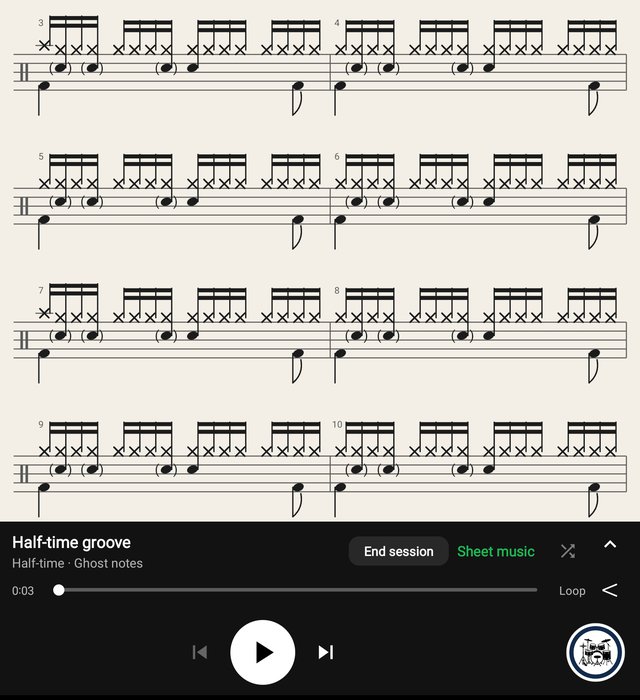 3
4
5
6
7
8
9
10
Half-time groove
Half-time · Ghost notes
End session
Sheet music
0:03
Loop